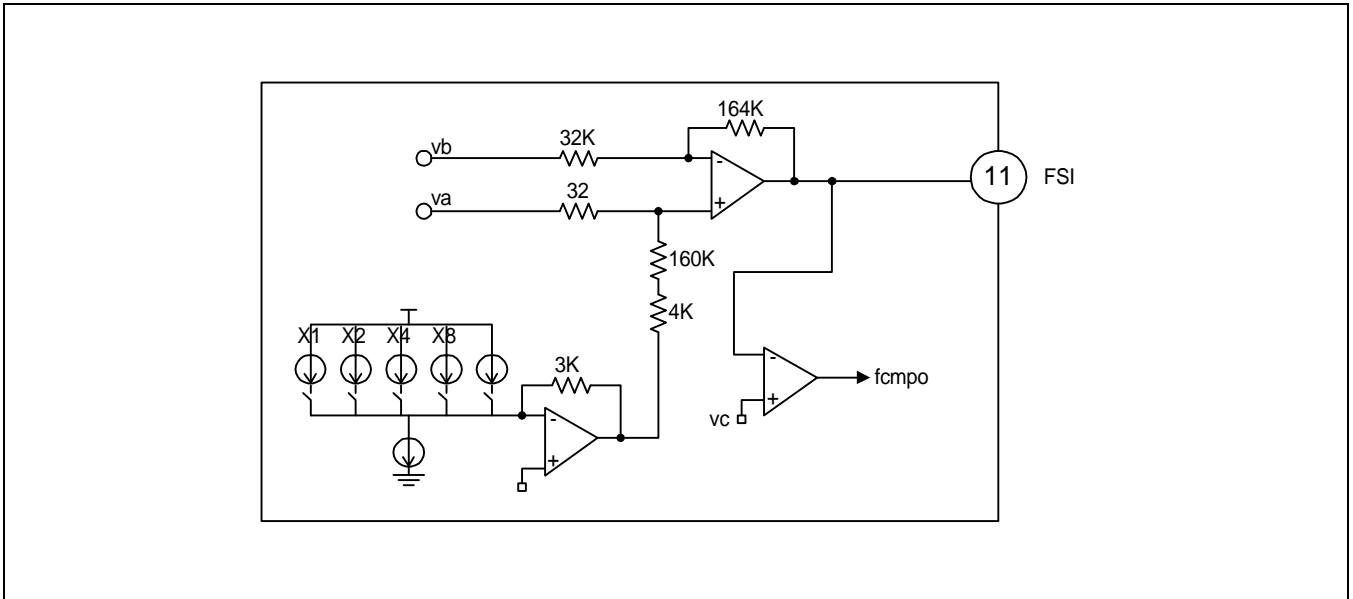 164K
32K
vb
11 FSI
32
va
160K
4K
X1 X2 X4 X8
3K
fcmpo
vc